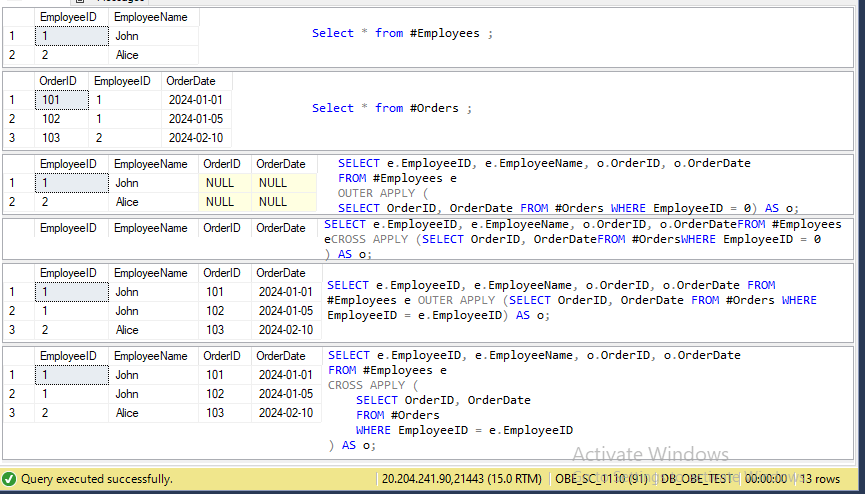 EmployeeID EmployeeName
1 1 John
2 2 Alice
Select * from #Employees ;
OrderID EmployeeID OrderDate
1 101 1 2024-01-01
2 102 1 2024-01-05
3 103 2 2024-02-10
Select * from #Orders ;
EmployeeID EmployeeName OrderID OrderDate
1 1 John NULL NULL
2 2 Alice NULL NULL
SELECT e.EmployeeID, e.EmployeeName, o.OrderID, o.OrderDate
FROM #Employees e
OUTER APPLY (
SELECT OrderID, OrderDate FROM #Orders WHERE EmployeeID = 0) AS o;
EmployeeID EmployeeName OrderID OrderDate
SELECT e.EmployeeID, e.EmployeeName, o.OrderID, o.OrderDateFROM #Employees
eCROSS APPLY (SELECT OrderID, OrderDateFROM #OrdersWHERE EmployeeID = 0
) AS o;
EmployeeID EmployeeName OrderID OrderDate
1 1 John 101 2024-01-01
2 1 John 102 2024-01-05
3 2 Alice 103 2024-02-10
SELECT e.EmployeeID, e.EmployeeName, o.OrderID, o.OrderDate FROM
#Employees e OUTER APPLY (SELECT OrderID, OrderDate FROM #Orders WHERE
EmployeeID = e.EmployeeID) AS o;
EmployeeID EmployeeName OrderID OrderDate
1 1 John 101 2024-01-01
2 1 John 102 2024-01-05
3 2 Alice 103 2024-02-10
SELECT e.EmployeeID, e.EmployeeName, o.OrderID, o.OrderDate
FROM #Employees e
CROSS APPLY (
SELECT OrderID, OrderDate
FROM #Orders
WHERE EmployeeID = e.EmployeeID
) AS o;
Activate Windows
Query executed successfully. 20.204.241.90,21443 (15.0 RTM) OBE_SC_1110 (91) DB_OBE_TEST 00:00:00 13 rows